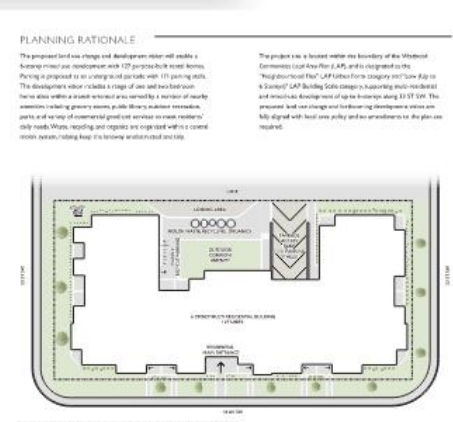 PLANNING RATIONALE
The proposed land use change and development vision will enable a
6-storey mixed use development with 127 purpose-built rental homes.
Parking is proposed as an underground parkade with 111 parking stalls.
The development vision includes a range of one and two bedroom
home sites within a mature residential area served by a number of nearby
amenities including grocery stores, public library, outdoor recreation,
parks, and variety of commercial good and services to meet residents'
daily needs. Waste, recycling, and organics are organized within a central
molok system, helping keep the laneway unobstructed and tidy.
The project site is located within the boundary of the Westbrook
Communities Local Area Plan (LAP), and is designated as the
"Neighbourhood Flex" LAP Urban Form category and "Low (Up to
6 Storeys)" LAP Building Scale category, supporting multi-residential
and mixed-use development of up to 6-storeys along 33 ST SW. The
proposed land use change and forthcoming development vision are
fully aligned with local area policy and no amendments to the plan are
required.
LANE
LOADING AREA
MOLOK WASTE, RECYCLING, ORGANICS
OUTDOOR
COMMON
AMENITY
6 STOREY MULTI-RESIDENTIAL BUILDING
127 UNITS
RESIDENTIAL
MAIN ENTRANCE